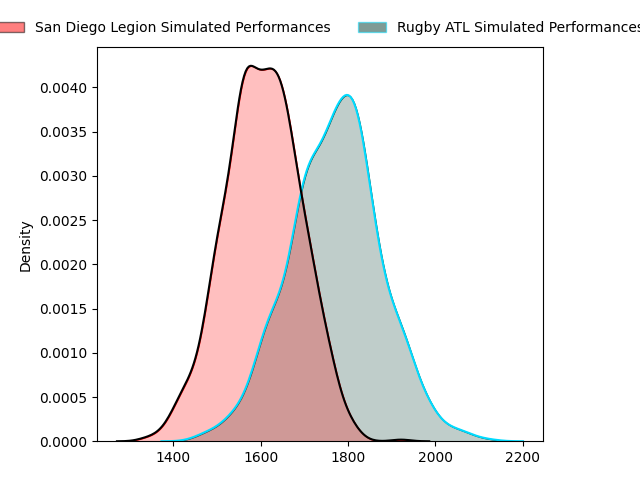 San Diego Legion Simulated Performances
Rugby ATL Simulated Performances
Density
0.0040
0.0035
0.0030
0.0025
0.0020
0.0015
0.0010
0.0005
0.0000
1400 1600 1800 2000 2200